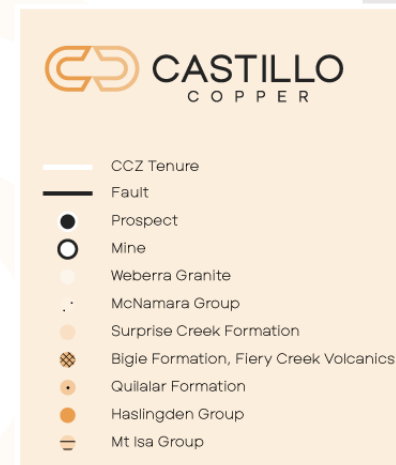 CASTILLO
COPPER
CCZ Tenure
Fault
Prospect
Mine
Weberra Granite
McNamara Group
Surprise Creek Formation
Bigie Formation, Fiery Creek Volcanics
Quilalar Formation
Haslingden Group
Mt Isa Group